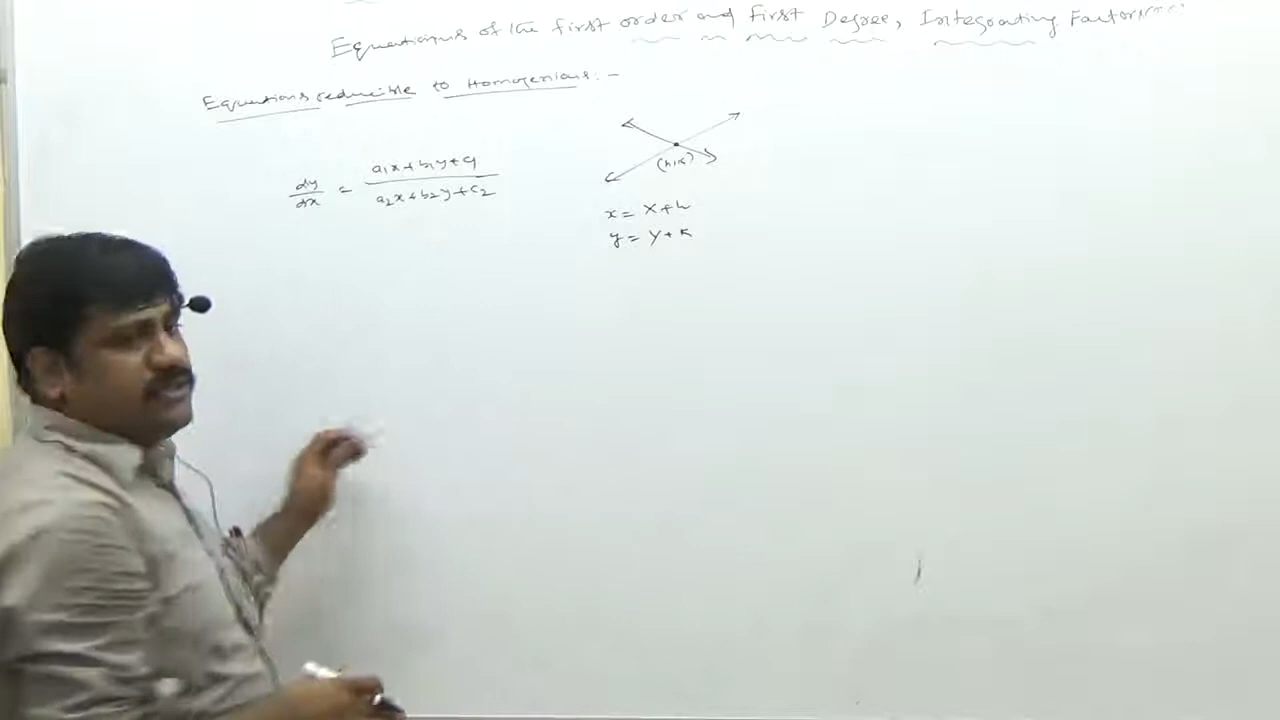 Equations of the first order and First Degree, Integrating Factors
Equations reducible to Homogenious: -
dy/dx = a₁x+b₁y+c₁ / a₂x+b₂y+c₂
(h,k)
x = X+h
y = Y+k